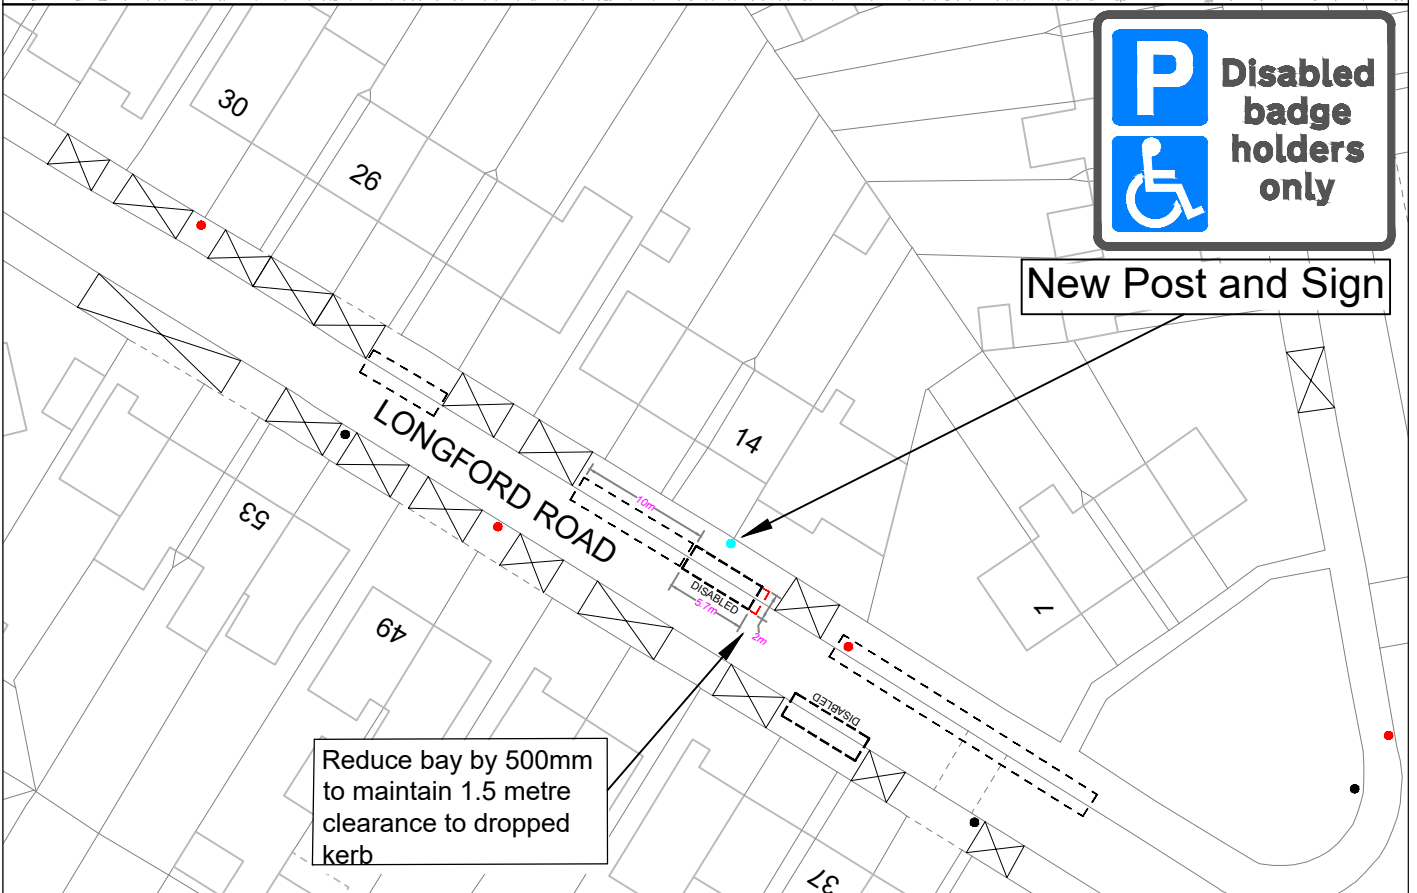 P
Disabled
badge
holders
only
New Post and Sign
30
26
14
10m
LONGFORD ROAD
DISABLED
5.7m
2m
7
53
49
DISABLED
Reduce bay by 500mm
to maintain 1.5 metre
clearance to dropped
kerb
37